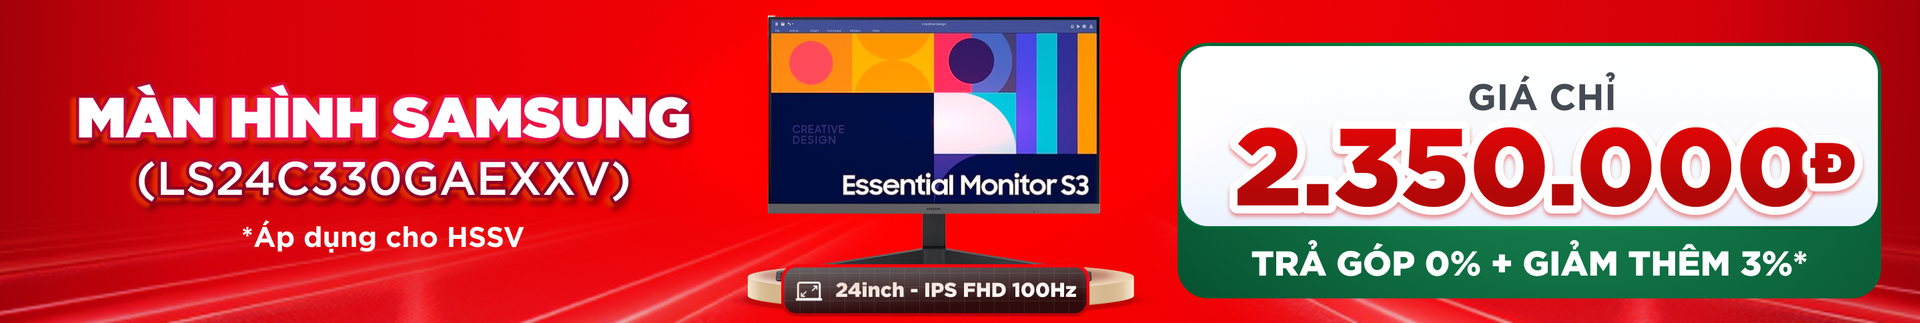 MÀN HÌNH SAMSUNG
(LS24C330GAEXXV)
*Áp dụng cho HSSV
CREATIVE
DESIGN
Essential Monitor S3
24inch - IPS FHD 100Hz
GIÁ CHỈ
2.350.000Đ
TRẢ GÓP 0% + GIẢM THÊM 3%*